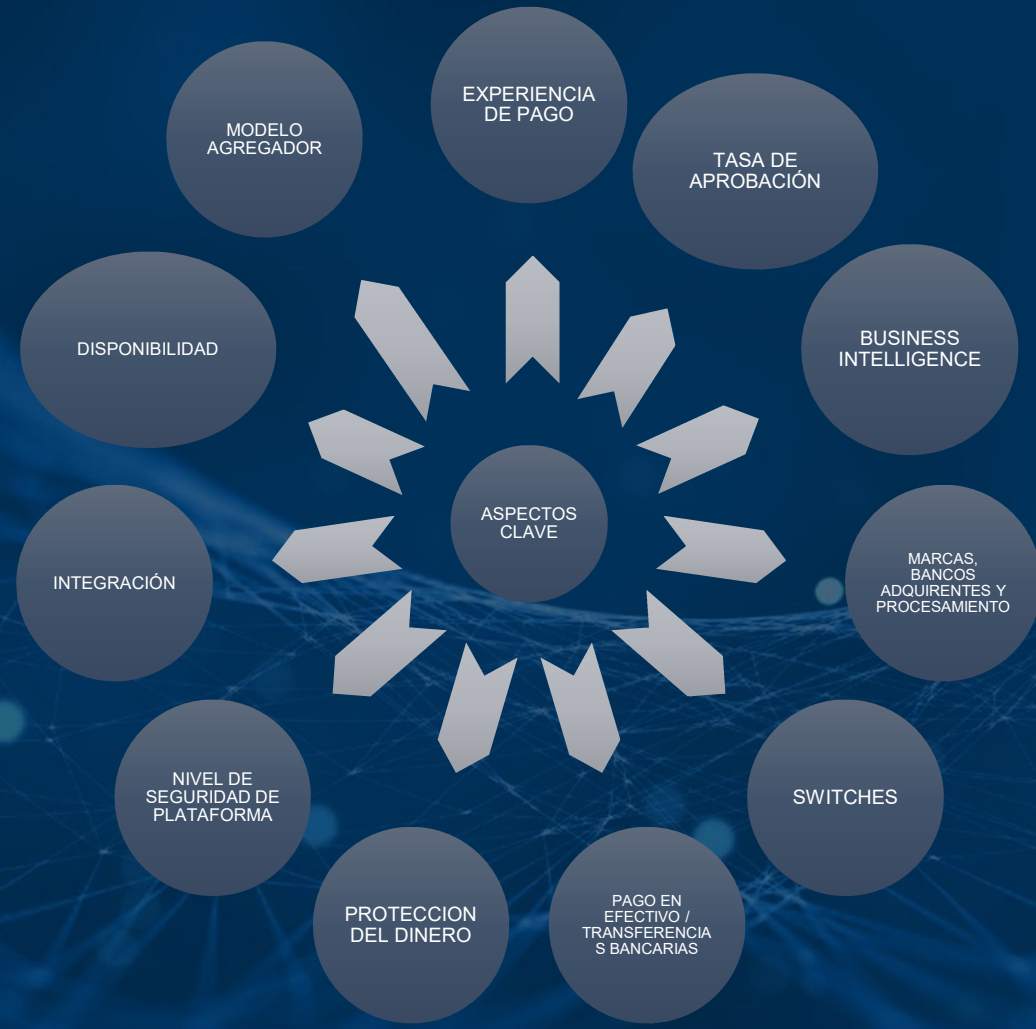 EXPERIENCIA
DE PAGO
MODELO
AGREGADOR
TASA DE
APROBACIÓN
BUSINESS
INTELLIGENCE
DISPONIBILIDAD
ASPECTOS
CLAVE
MARCAS,
BANCOS
ADQUIRENTES Y
PROCESAMIENTO
INTEGRACIÓN
SWITCHES
NIVEL DE
SEGURIDAD DE
PLATAFORMA
PROTECCION
DEL DINERO
PAGO EN
EFECTIVO /
TRANSFERENCIA
S BANCARIAS